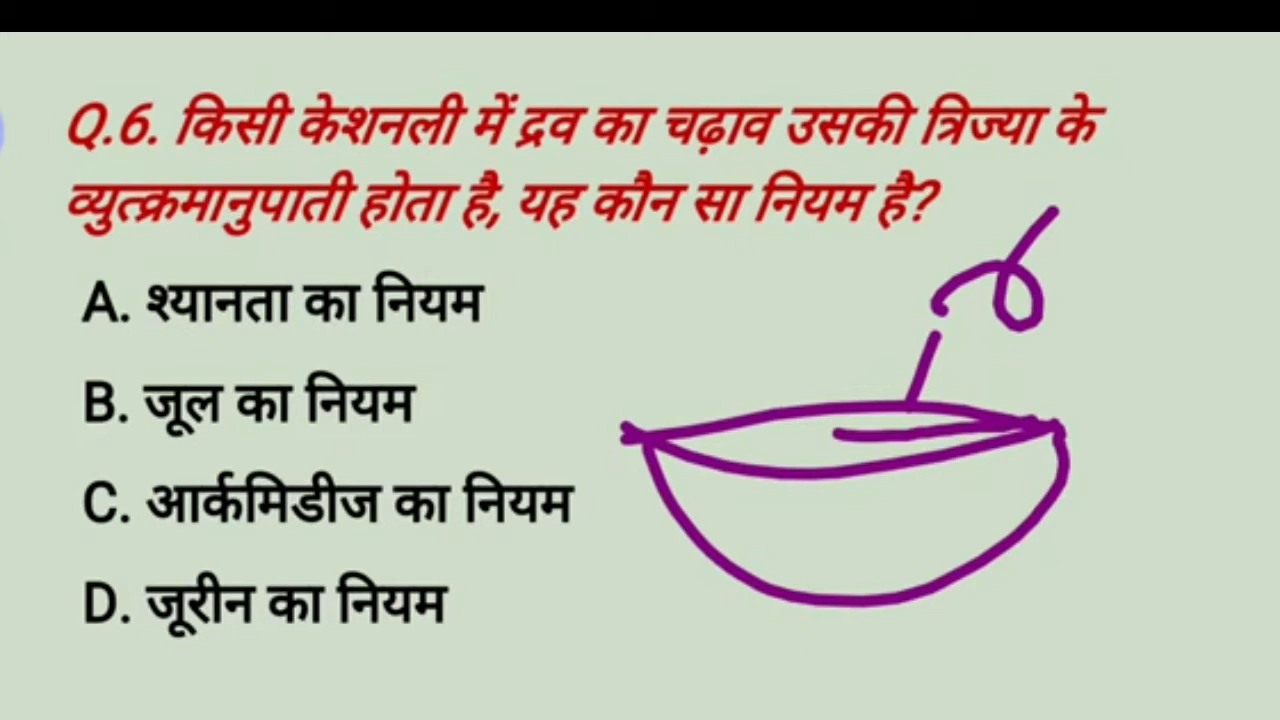 Q.6. किसी केशनली में द्रव का चढ़ाव उसकी त्रिज्या के
व्युत्क्रमानुपाती होता है, यह कौन सा नियम है?
A. श्यानता का नियम
B. जूल का नियम
C. आर्कमिडीज का नियम
D. जूरीन का नियम